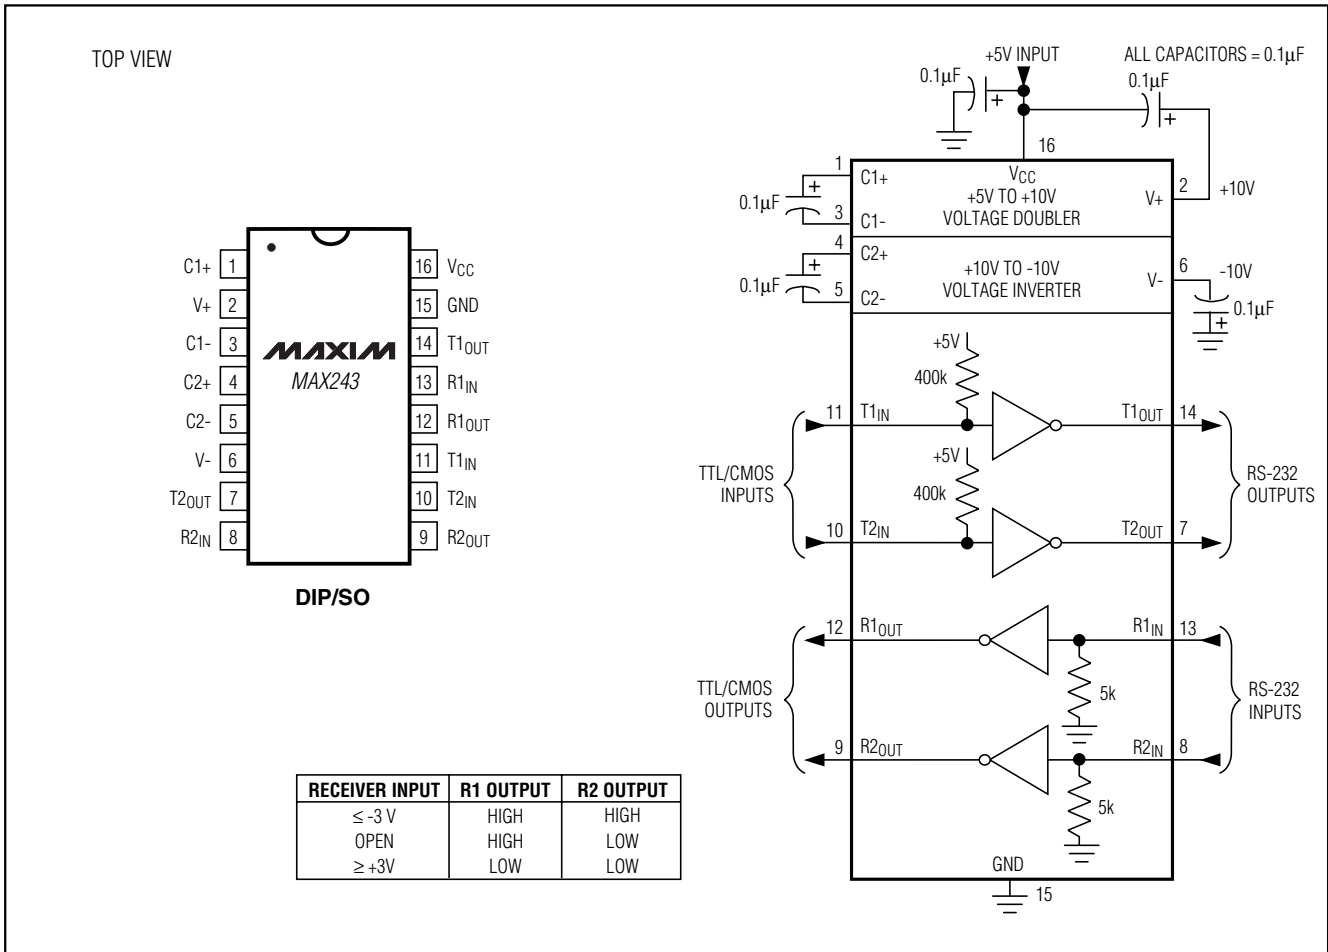 TOP VIEW
C1+ 1
V+ 2
C1- 3
C2+ 4
C2- 5
V- 6
T2OUT 7
R2IN 8
16 VCC
15 GND
14 T1OUT
13 R1IN
12 R1OUT
11 T1IN
10 T2IN
9 R2OUT
MAXIM
MAX243
DIP/SO
RECEIVER INPUT R1 OUTPUT R2 OUTPUT
≤ -3 V HIGH HIGH
OPEN HIGH LOW
≥ +3V LOW LOW
+5V INPUT
ALL CAPACITORS = 0.1µF
0.1µF
+
0.1µF
+
16
VCC
+5V TO +10V
VOLTAGE DOUBLER
1
C1+
+
0.1µF
3
C1-
V+
2
+10V
4
C2+
+
0.1µF
5
C2-
+10V TO -10V
VOLTAGE INVERTER
V-
6
-10V
0.1µF
+
+5V
400k
11 T1IN
T1OUT 14
+5V
400k
10 T2IN
T2OUT 7
TTL/CMOS
INPUTS
RS-232
OUTPUTS
12 R1OUT
R1IN 13
5k
9 R2OUT
R2IN 8
5k
TTL/CMOS
OUTPUTS
RS-232
INPUTS
GND
15